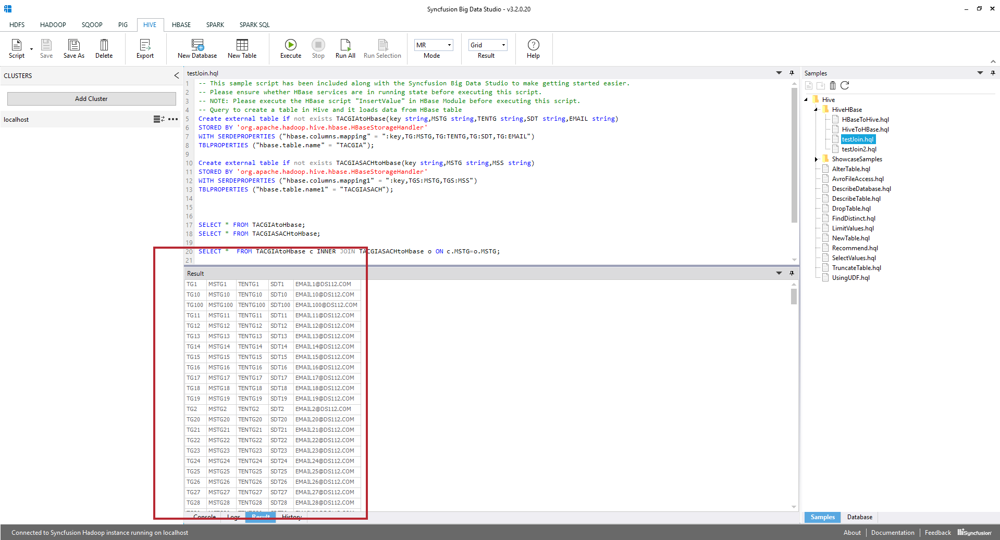 Syncfusion Big Data Studio - v3.2.0.20
HDFS HADOOP SQOOP PIG HIVE HBASE SPARK SPARK SQL
MR Grid
Script Save Save As Delete Export New Database New Table Execute Stop Run All Run Selection Mode Result Help
CLUSTERS
Add Cluster
localhost
testJoin.hql
1 -- This sample script has been included along with the Syncfusion Big Data Studio to make getting started easier.
2 -- Please ensure whether HBase services are in running state before executing this script.
3 -- NOTE: Please execute the HBase script "InsertValue" in HBase Module before executing this script.
4 -- Query to create a table in Hive and it loads data from HBase table
5 Create external table if not exists TACGIAtoHbase(key string,MSTG string,TENTG string,SDT string,EMAIL string)
6 STORED BY 'org.apache.hadoop.hive.hbase.HBaseStorageHandler'
7 WITH SERDEPROPERTIES ("hbase.columns.mapping" = ":key,TG:MSTG,TG:TENTG,TG:SDT,TG:EMAIL")
8 TBLPROPERTIES ("hbase.table.name" = "TACGIA");
9
10 Create external table if not exists TACGIASACHtoHbase(key string,MSTG string,MSS string)
11 STORED BY 'org.apache.hadoop.hive.hbase.HBaseStorageHandler'
12 WITH SERDEPROPERTIES ("hbase.columns.mapping1" = ":key,TGS:MSTG,TGS:MSS")
13 TBLPROPERTIES ("hbase.table.name1" = "TACGIASACH");
14
15
16
17 SELECT * FROM TACGIAtoHbase;
18 SELECT * FROM TACGIASACHtoHbase;
19
20 SELECT * FROM TACGIAtoHbase c INNER JOIN TACGIASACHtoHbase o ON c.MSTG=o.MSTG;
21
Result
TG1 MSTG1 TENTG1 SDT1 EMAIL1@DS112.COM
TG10 MSTG10 TENTG10 SDT10 EMAIL10@DS112.COM
TG100 MSTG100 TENTG100 SDT100 EMAIL100@DS112.COM
TG11 MSTG11 TENTG11 SDT11 EMAIL11@DS112.COM
TG12 MSTG12 TENTG12 SDT12 EMAIL12@DS112.COM
TG13 MSTG13 TENTG13 SDT13 EMAIL13@DS112.COM
TG14 MSTG14 TENTG14 SDT14 EMAIL14@DS112.COM
TG15 MSTG15 TENTG15 SDT15 EMAIL15@DS112.COM
TG16 MSTG16 TENTG16 SDT16 EMAIL16@DS112.COM
TG17 MSTG17 TENTG17 SDT17 EMAIL17@DS112.COM
TG18 MSTG18 TENTG18 SDT18 EMAIL18@DS112.COM
TG19 MSTG19 TENTG19 SDT19 EMAIL19@DS112.COM
TG2 MSTG2 TENTG2 SDT2 EMAIL2@DS112.COM
TG20 MSTG20 TENTG20 SDT20 EMAIL20@DS112.COM
TG21 MSTG21 TENTG21 SDT21 EMAIL21@DS112.COM
TG22 MSTG22 TENTG22 SDT22 EMAIL22@DS112.COM
TG23 MSTG23 TENTG23 SDT23 EMAIL23@DS112.COM
TG24 MSTG24 TENTG24 SDT24 EMAIL24@DS112.COM
TG25 MSTG25 TENTG25 SDT25 EMAIL25@DS112.COM
TG26 MSTG26 TENTG26 SDT26 EMAIL26@DS112.COM
TG27 MSTG27 TENTG27 SDT27 EMAIL27@DS112.COM
TG28 MSTG28 TENTG28 SDT28 EMAIL28@DS112.COM
Console Logs Result History
Samples
Hive
HiveHBase
HBaseToHive.hql
HiveToHBase.hql
testJoin.hql
testJoin2.hql
ShowcaseSamples
AlterTable.hql
AvroFileAccess.hql
DescribeDatabase.hql
DescribeTable.hql
DropTable.hql
FindDistinct.hql
LimitValues.hql
NewTable.hql
Recommend.hql
SelectValues.hql
TruncateTable.hql
UsingUDF.hql
Samples Database
Connected to Syncfusion Hadoop instance running on localhost
About Documentation Feedback Syncfusion